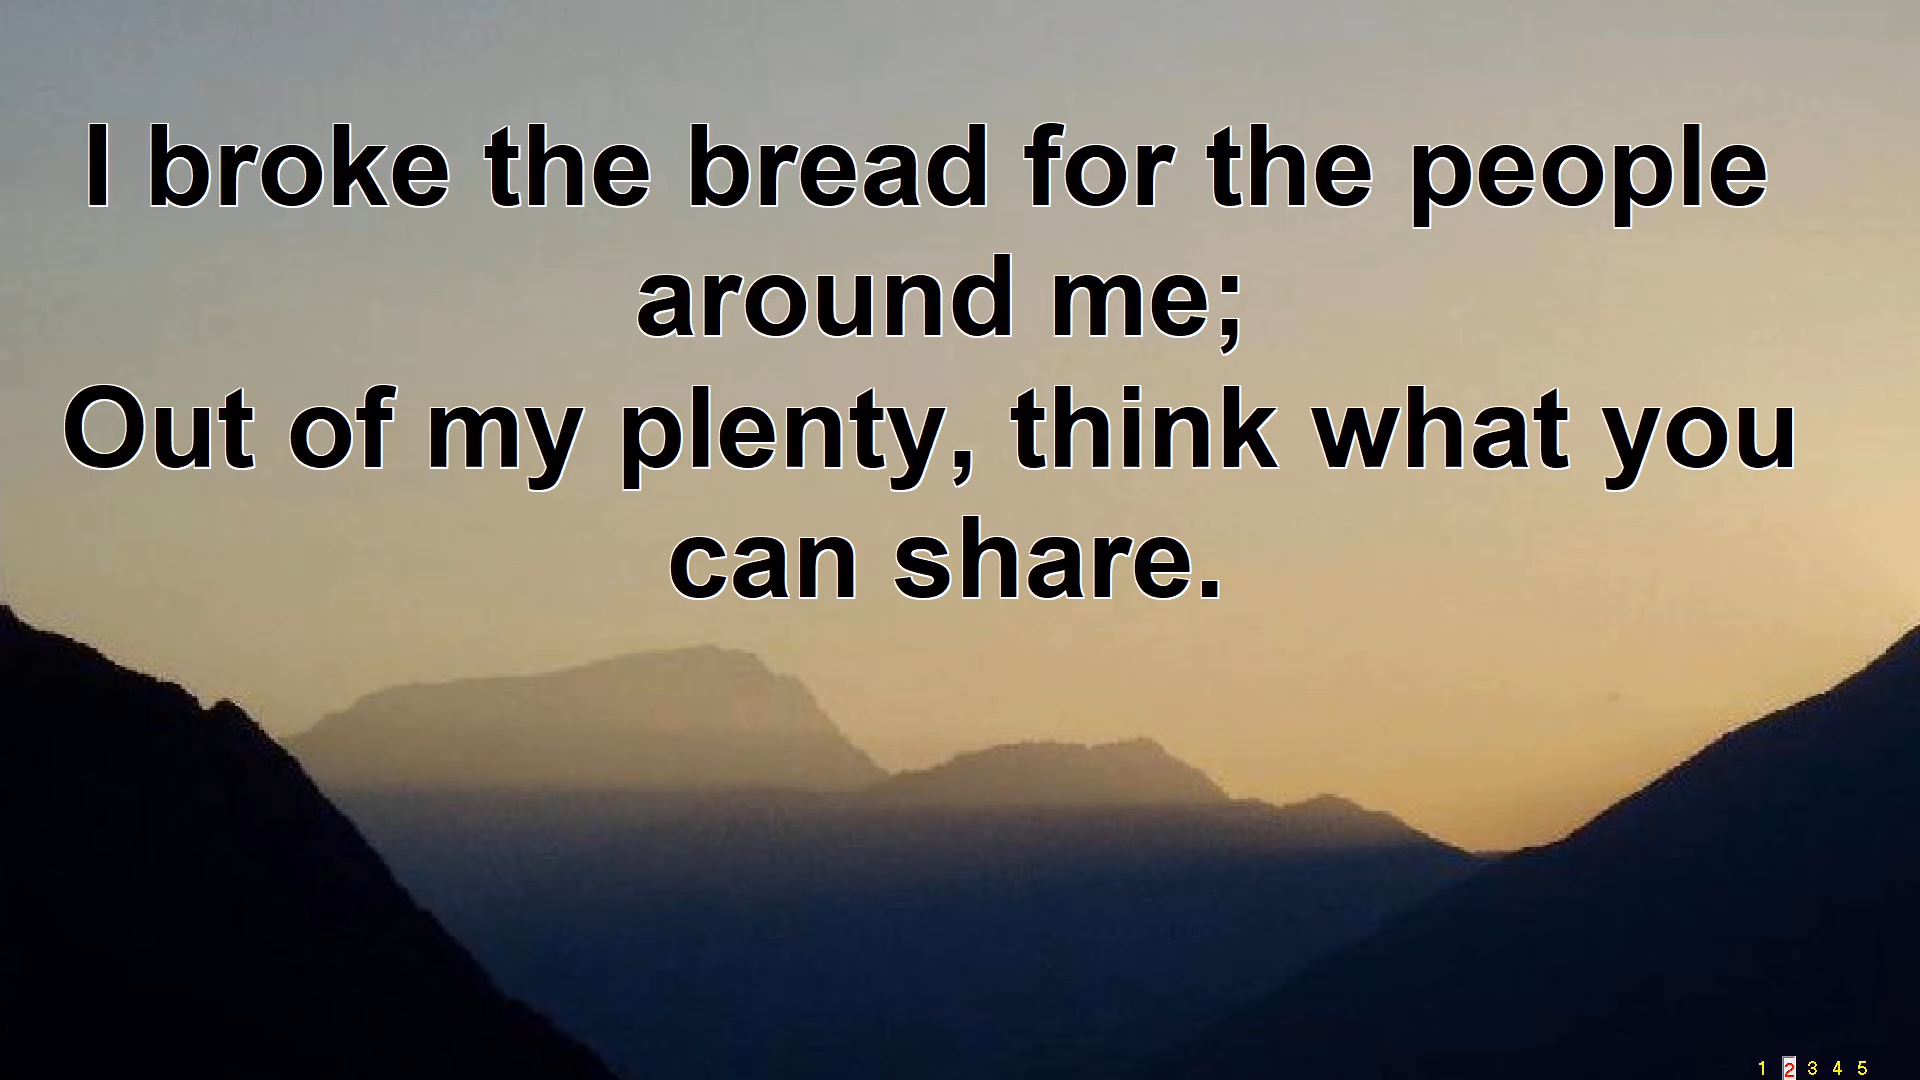 I broke the bread for the people
around me;
Out of my plenty, think what you
can share.
1 2 3 4 5